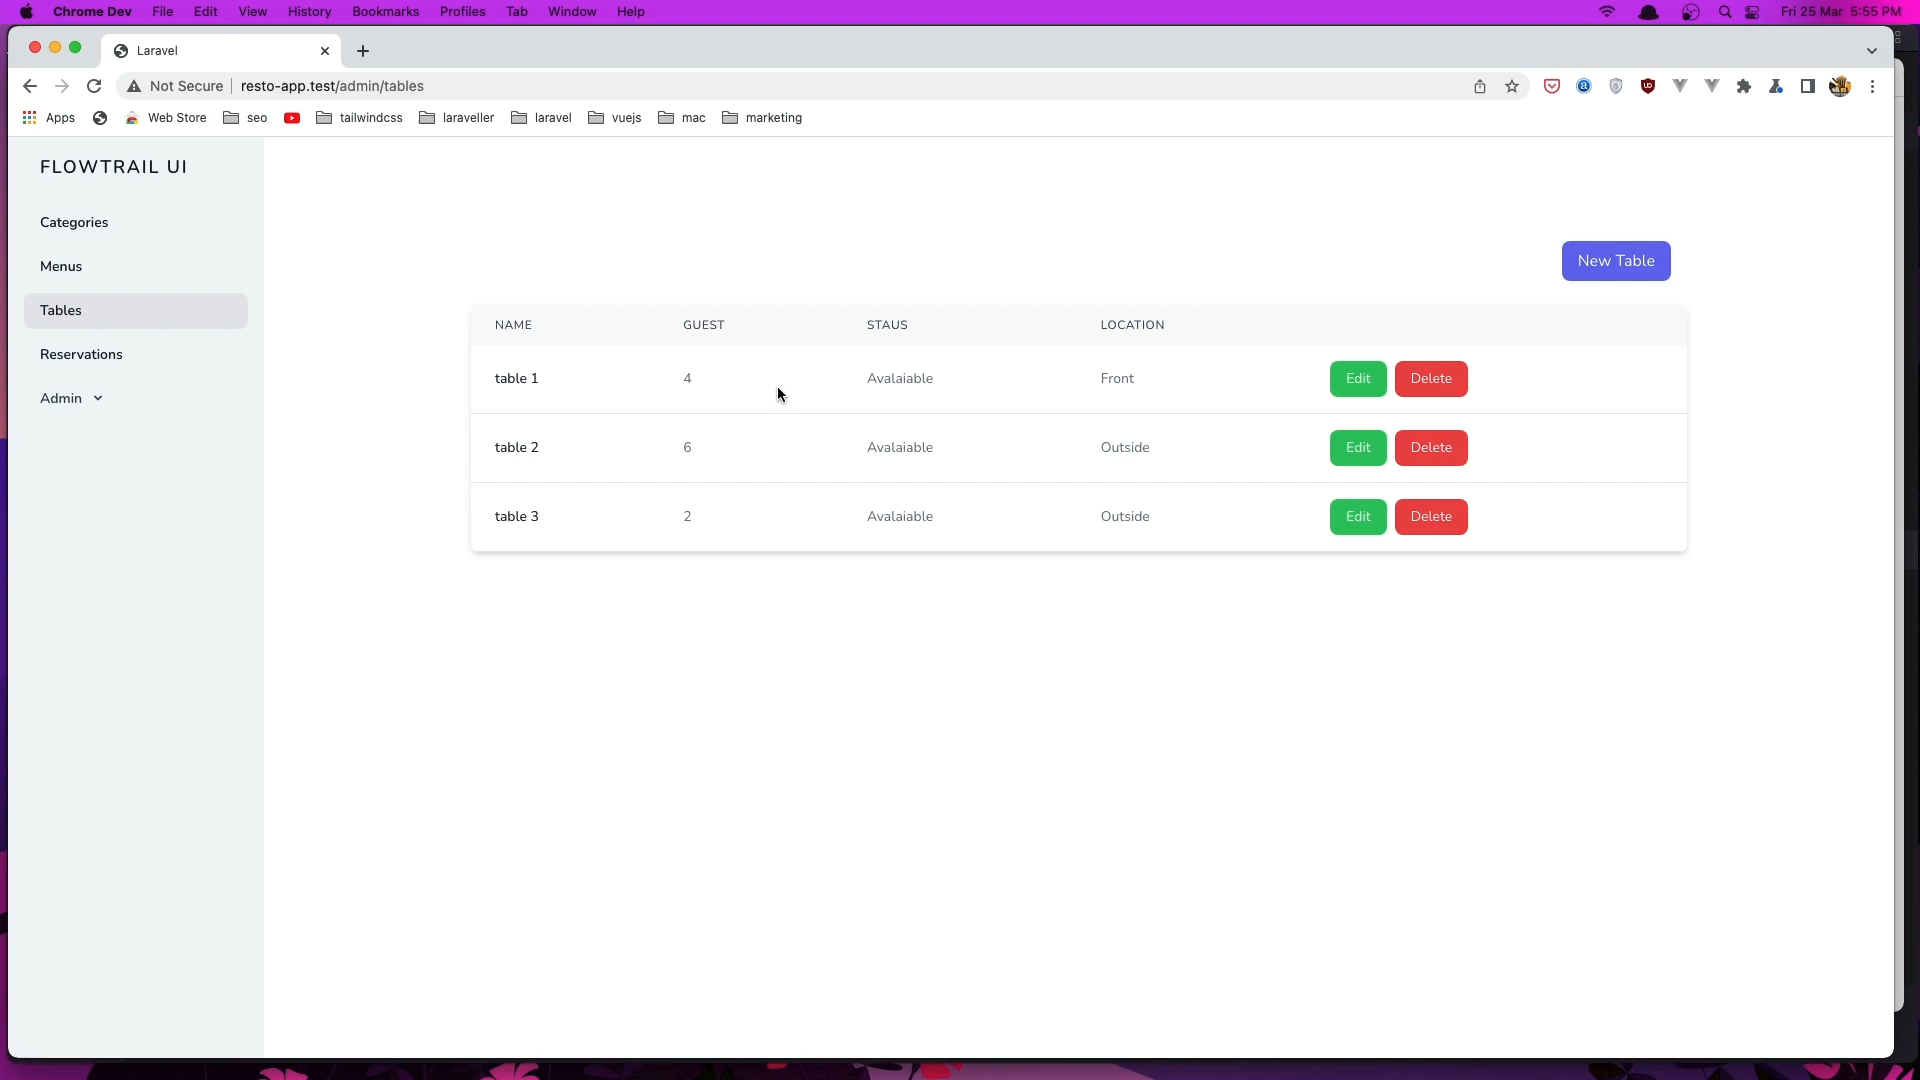 Chrome Dev File Edit View History Bookmarks Profiles Tab Window Help Fri 25 Mar 5:55 PM
Laravel
Not Secure resto-app.test/admin/tables
Apps Web Store seo tailwindcss laraveller laravel vuejs mac marketing
FLOWTRAIL UI
Categories
Menus
Tables
Reservations
Admin
New Table
NAME GUEST STAUS LOCATION
table 1 4 Avalaiable Front Edit Delete
table 2 6 Avalaiable Outside Edit Delete
table 3 2 Avalaiable Outside Edit Delete